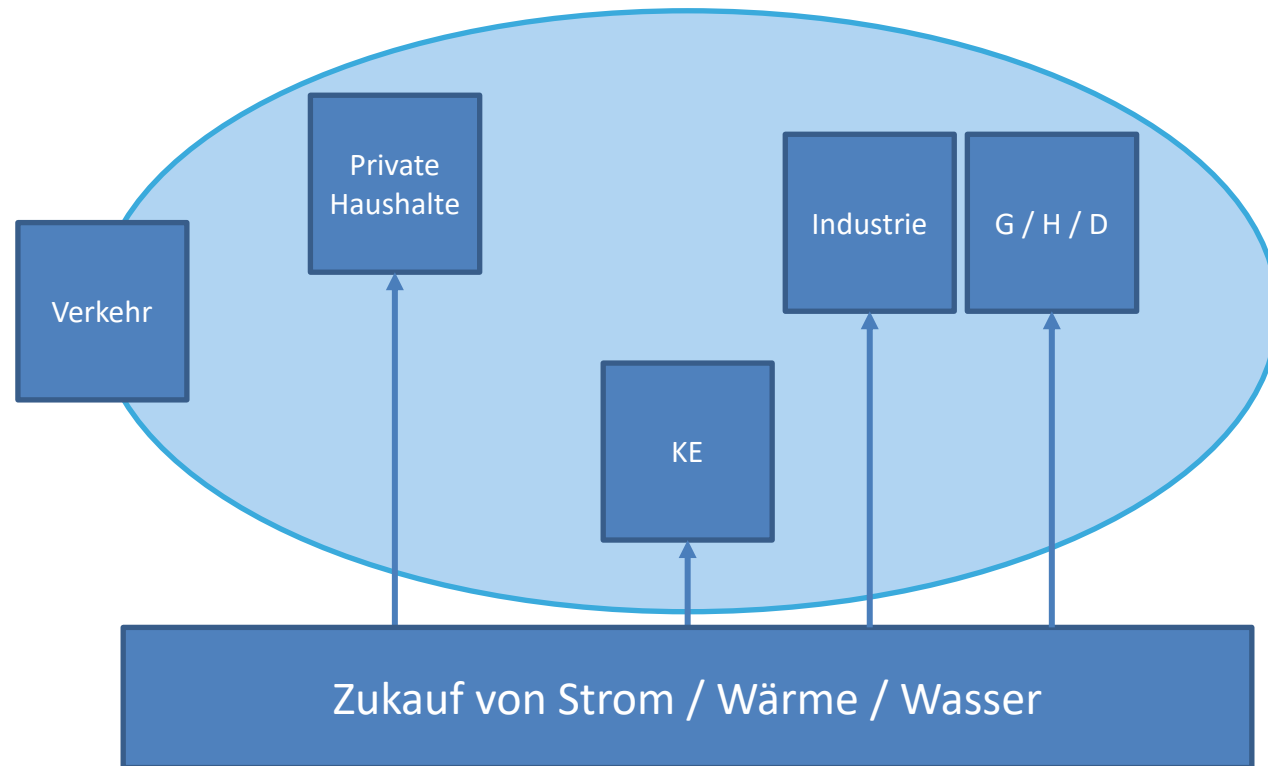 Private
Haushalte
Industrie
G / H / D
Verkehr
KE
Zukauf von Strom / Wärme / Wasser